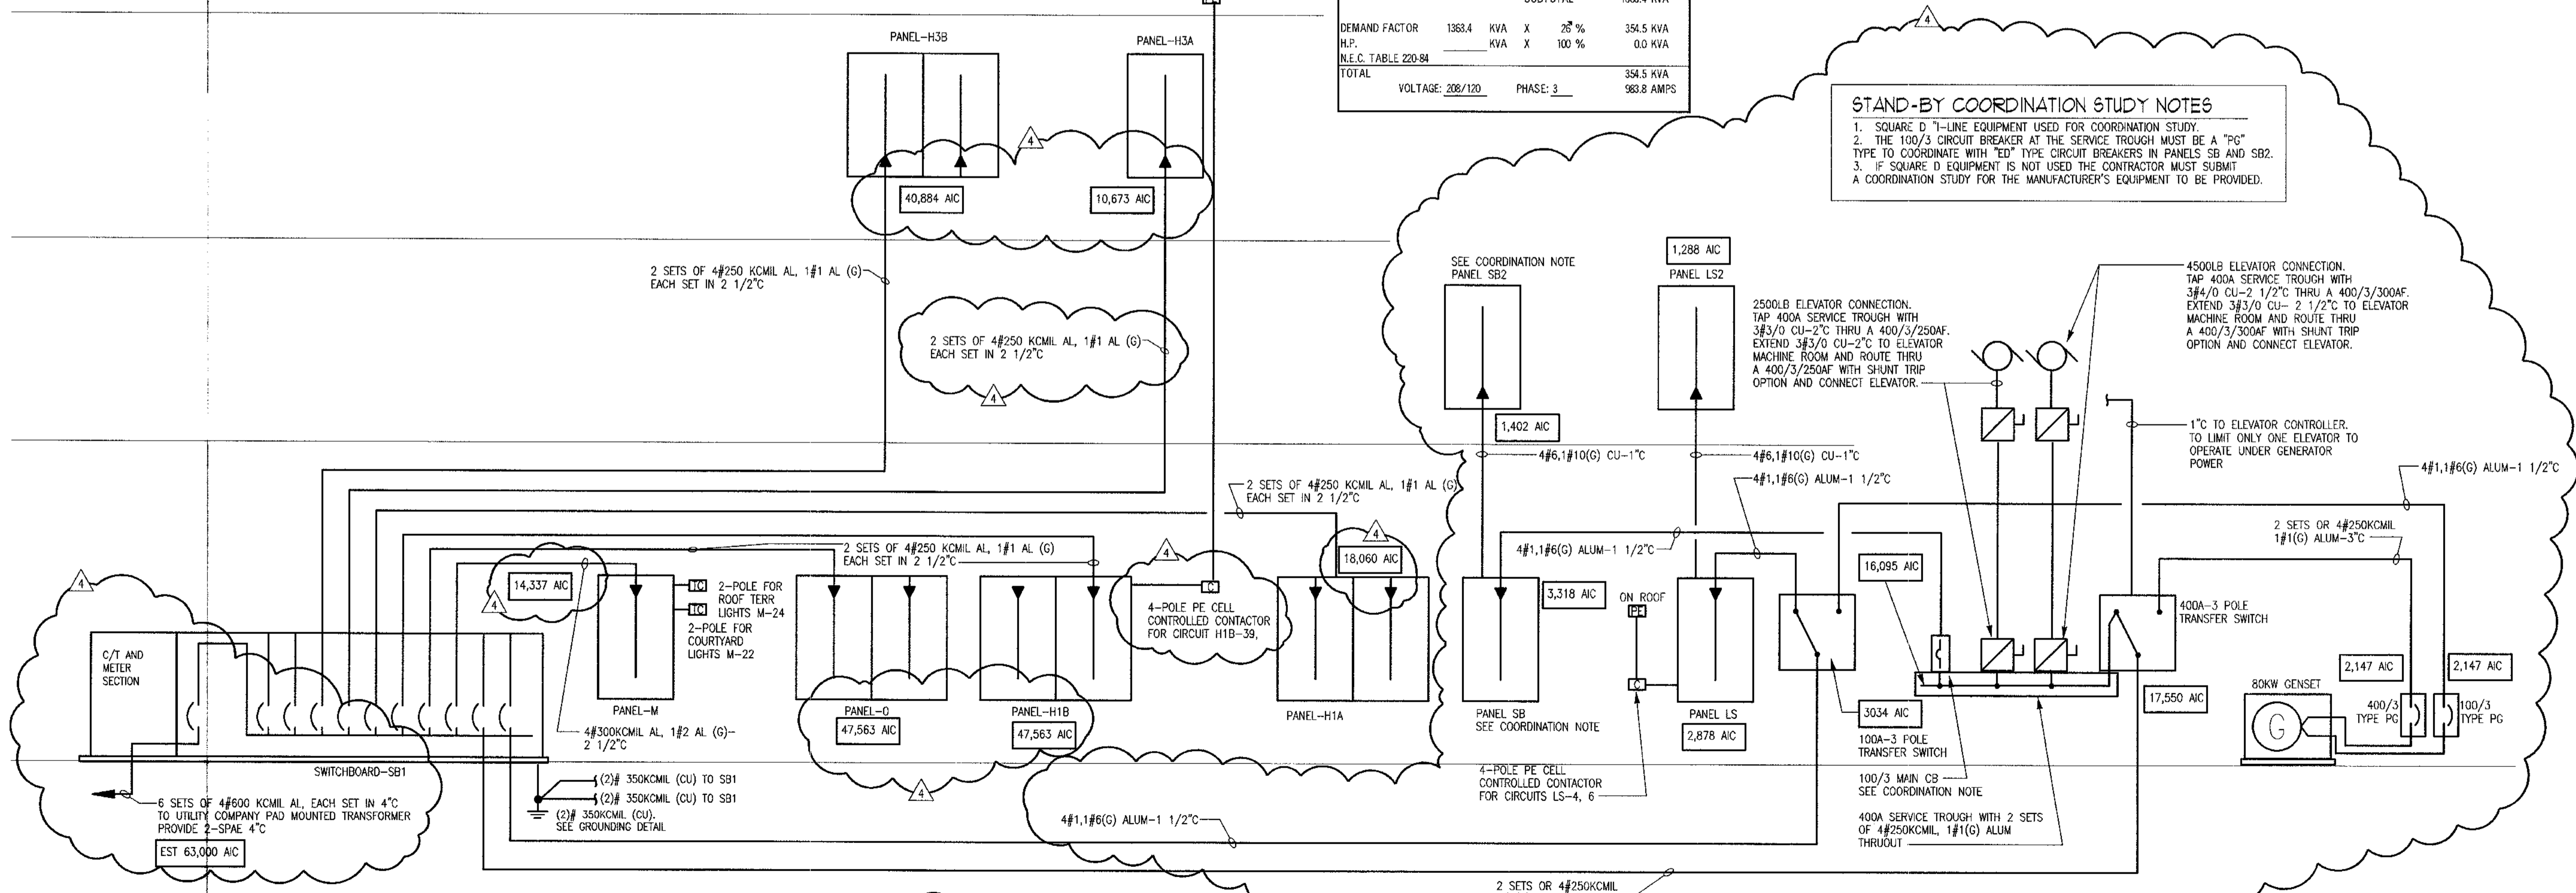 PE
SUBTOTAL 1363.4 KVA
DEMAND FACTOR 1363.4 KVA X 26 % 354.5 KVA
H.P. KVA X 100 % 0.0 KVA
N.E.C. TABLE 220-84
TOTAL 354.5 KVA
VOLTAGE: 208/120 PHASE: 3 983.8 AMPS
4
STAND-BY COORDINATION STUDY NOTES
1. SQUARE D "I-LINE EQUIPMENT USED FOR COORDINATION STUDY.
2. THE 100/3 CIRCUIT BREAKER AT THE SERVICE TROUGH MUST BE A "PG"
TYPE TO COORDINATE WITH "ED" TYPE CIRCUIT BREAKERS IN PANELS SB AND SB2.
3. IF SQUARE D EQUIPMENT IS NOT USED THE CONTRACTOR MUST SUBMIT
A COORDINATION STUDY FOR THE MANUFACTURER'S EQUIPMENT TO BE PROVIDED.
PANEL-H3B
PANEL-H3A
4
40,884 AIC
10,673 AIC
2 SETS OF 4#250 KCMIL AL, 1#1 AL (G)
EACH SET IN 2 1/2"C
2 SETS OF 4#250 KCMIL AL, 1#1 AL (G)
EACH SET IN 2 1/2"C
4
SEE COORDINATION NOTE
PANEL SB2
1,402 AIC
1,288 AIC
PANEL LS2
2500LB ELEVATOR CONNECTION.
TAP 400A SERVICE TROUGH WITH
3#3/0 CU-2"C THRU A 400/3/250AF.
EXTEND 3#3/0 CU-2"C TO ELEVATOR
MACHINE ROOM AND ROUTE THRU
A 400/3/250AF WITH SHUNT TRIP
OPTION AND CONNECT ELEVATOR.
4500LB ELEVATOR CONNECTION.
TAP 400A SERVICE TROUGH WITH
3#4/0 CU-2 1/2"C THRU A 400/3/300AF.
EXTEND 3#3/0 CU- 2 1/2"C TO ELEVATOR
MACHINE ROOM AND ROUTE THRU
A 400/3/300AF WITH SHUNT TRIP
OPTION AND CONNECT ELEVATOR.
1"C TO ELEVATOR CONTROLLER.
TO LIMIT ONLY ONE ELEVATOR TO
OPERATE UNDER GENERATOR
POWER
4#6,1#10(G) CU-1"C
4#6,1#10(G) CU-1"C
4#1,1#6(G) ALUM-1 1/2"C
4#1,1#6(G) ALUM-1 1/2"C
2 SETS OF 4#250 KCMIL AL, 1#1 AL (G)
EACH SET IN 2 1/2"C
2 SETS OF 4#250 KCMIL AL, 1#1 AL (G)
EACH SET IN 2 1/2"C
4#1,1#6(G) ALUM-1 1/2"C
2 SETS OR 4#250KCMIL
1#1(G) ALUM-3"C
4
C/T AND
METER
SECTION
SWITCHBOARD-SB1
6 SETS OF 4#600 KCMIL AL, EACH SET IN 4"C
TO UTILITY COMPANY PAD MOUNTED TRANSFORMER
PROVIDE 2-SPAE 4"C
EST 63,000 AIC
14,337 AIC
4
TC
2-POLE FOR
ROOF TERR
LIGHTS M-24
TC
2-POLE FOR
COURTYARD
LIGHTS M-22
PANEL-M
4#300KCMIL AL, 1#2 AL (G)-
2 1/2"C
(2)# 350KCMIL (CU) TO SB1
(2)# 350KCMIL (CU) TO SB1
(2)# 350KCMIL (CU).
SEE GROUNDING DETAIL
PANEL-O
47,563 AIC
PANEL-H1B
47,563 AIC
4
4
C
4-POLE PE CELL
CONTROLLED CONTACTOR
FOR CIRCUIT H1B-39,
4
18,060 AIC
PANEL-H1A
PANEL SB
SEE COORDINATION NOTE
3,318 AIC
ON ROOF
PE
C
4-POLE PE CELL
CONTROLLED CONTACTOR
FOR CIRCUITS LS-4, 6
PANEL LS
2,878 AIC
3034 AIC
100A-3 POLE
TRANSFER SWITCH
16,095 AIC
100/3 MAIN CB
SEE COORDINATION NOTE
400A SERVICE TROUGH WITH 2 SETS
OF 4#250KCMIL, 1#1(G) ALUM
THRUOUT
400A-3 POLE
TRANSFER SWITCH
17,550 AIC
80KW GENSET
G
2,147 AIC
400/3
TYPE PG
2,147 AIC
100/3
TYPE PG
4#1,1#6(G) ALUM-1 1/2"C
2 SETS OR 4#250KCMIL